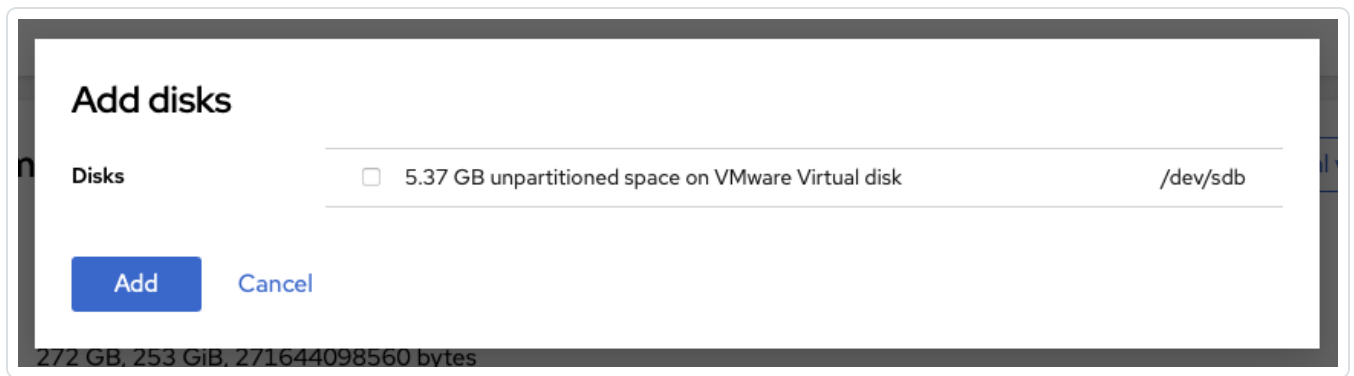 Add disks
Disks
5.37 GB unpartitioned space on VMware Virtual disk /dev/sdb
Add Cancel
272 GB, 253 GiB, 271644098560 bytes